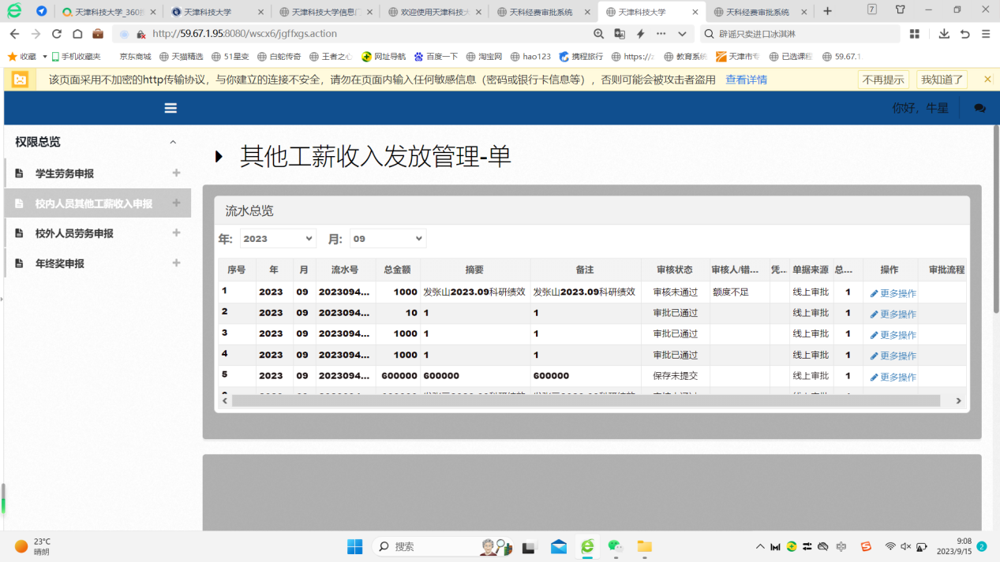 天津科技大学_360搜
天津科技大学
天津科技大学信息
欢迎使用天津科技大
天科经费审批系统
天津科技大学
天科经费审批系统
7
http://59.67.1.95:8080/wscx6/jgffxgs.action
辟谣只卖进口冰淇淋
收藏
手机收藏夹
京东商城
天猫精选
51星变
白蛇传奇
王者之心
网址导航
百度一下
淘宝网
hao123
携程旅行
https://
教育系统
天津市专
已选课程
59.67.1
该页面采用不加密的http传输协议，与你建立的连接不安全，请勿在页面内输入任何敏感信息（密码或银行卡信息等），否则可能会被攻击者盗用 查看详情 不再提示 我知道了
你好，牛星
权限总览
学生劳务申报
校内人员其他工薪收入申报
校外人员劳务申报
年终奖申报
其他工薪收入发放管理-单
流水总览
年: 2023 月: 09
序号 年 月 流水号 总金额 摘要 备注 审核状态 审核人/错... 凭... 单据来源 总... 操作 审批流程
1 2023 09 2023094... 1000 发张山2023.09科研绩效 发张山2023.09科研绩效 审核未通过 额度不足 线上审批 1 更多操作
2 2023 09 2023094... 10 1 1 审批已通过 线上审批 1 更多操作
3 2023 09 2023094... 1000 1 1 审批已通过 线上审批 1 更多操作
4 2023 09 2023094... 1000 1 1 审批已通过 线上审批 1 更多操作
5 2023 09 2023094... 600000 600000 600000 保存未提交 线上审批 1 更多操作
23°C
晴朗
搜索
中
9:08
2023/9/15
2